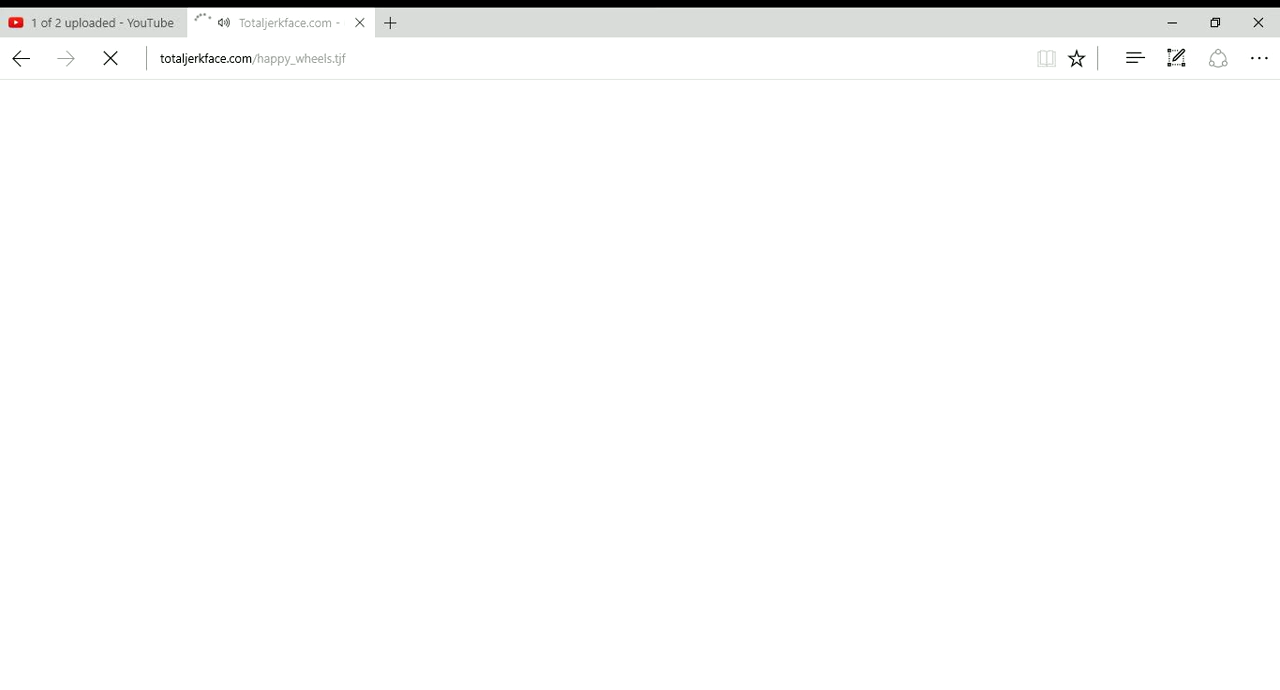 1 of 2 uploaded - YouTube
Totaljerkface.com -
totaljerkface.com/happy_wheels.tjf